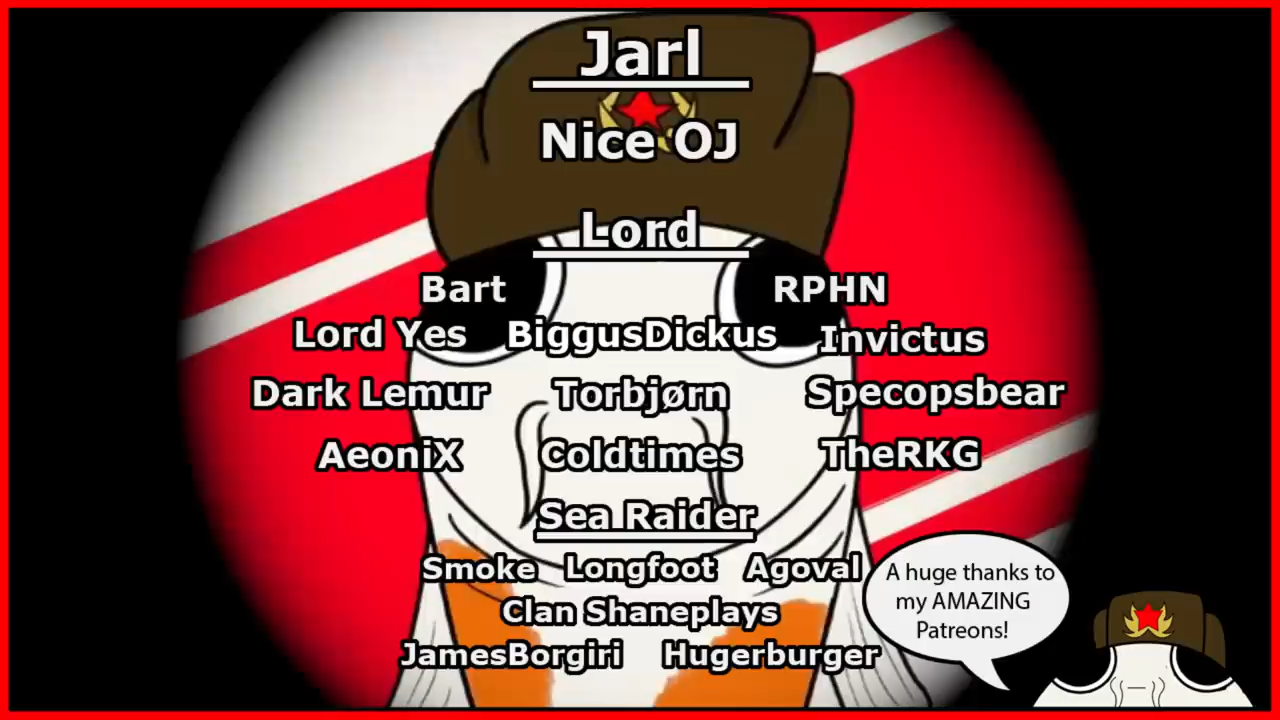 Jarl
Nice OJ
Lord
Bart RPHN
Lord Yes BiggusDickus Invictus
Dark Lemur Torbjørn Specopsbear
AeoniX Coldtimes TheRKG
Sea Raider
Smoke Longfoot Agoval
Clan Shaneplays
JamesBorgiri Hugerburger
A huge thanks to
my AMAZING
Patreons!